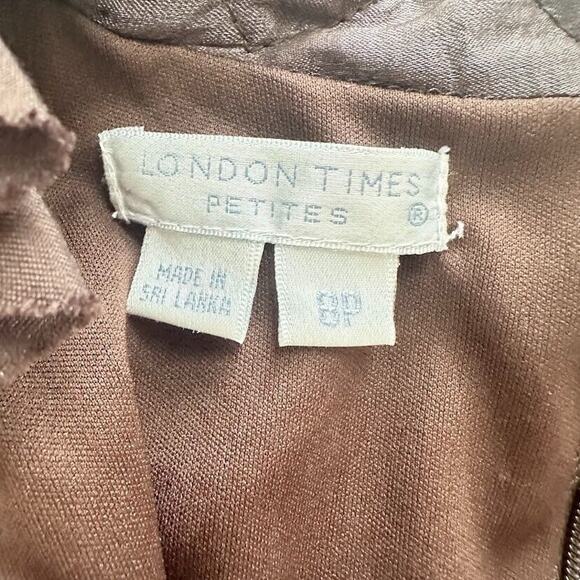 LONDON TIMES
PETITES ®
MADE IN
SRI LANKA
8P